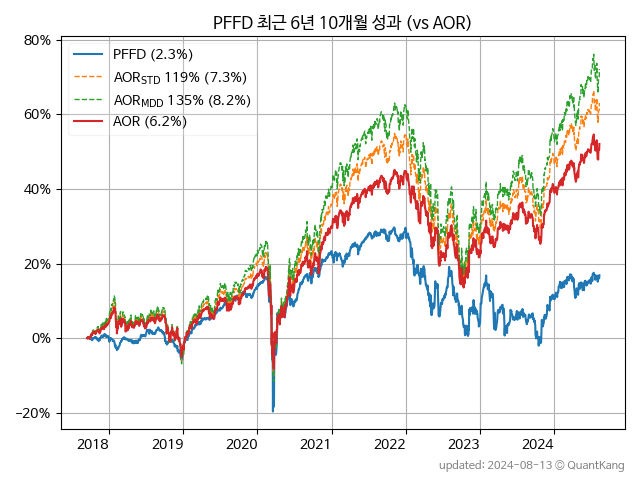 PFFD 최근 6년 10개월 성과 (vs AOR)
80%
60%
40%
20%
0%
−20%
PFFD (2.3%)
AOR_STD 119% (7.3%)
AOR_MDD 135% (8.2%)
AOR (6.2%)
2018 2019 2020 2021 2022 2023 2024
updated: 2024-08-13 © QuantKang